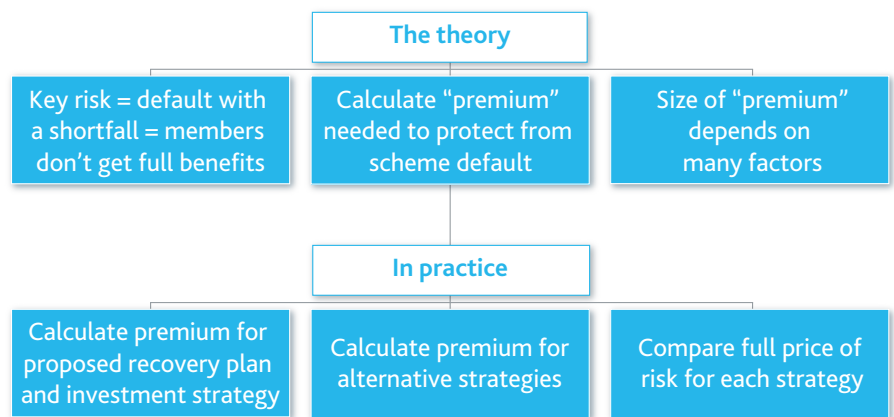 The theory
Key risk = default with
a shortfall = members
don't get full benefits
Calculate “premium”
needed to protect from
scheme default
Size of “premium”
depends on
many factors
In practice
Calculate premium for
proposed recovery plan
and investment strategy
Calculate premium for
alternative strategies
Compare full price of
risk for each strategy